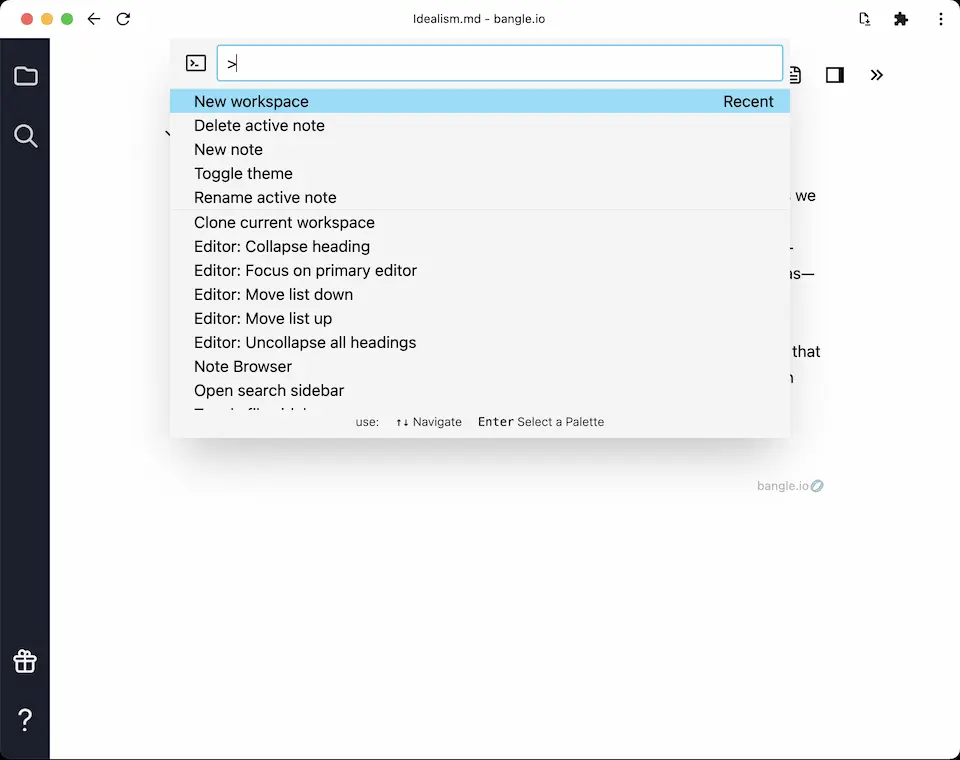 Idealism.md - bangle.io
>
New workspace Recent
Delete active note
New note
Toggle theme
Rename active note
we
Clone current workspace
Editor: Collapse heading
Editor: Focus on primary editor
as—
Editor: Move list down
Editor: Move list up
Editor: Uncollapse all headings
that
Note Browser
Open search sidebar
use: ↑↓ Navigate Enter Select a Palette
bangle.io